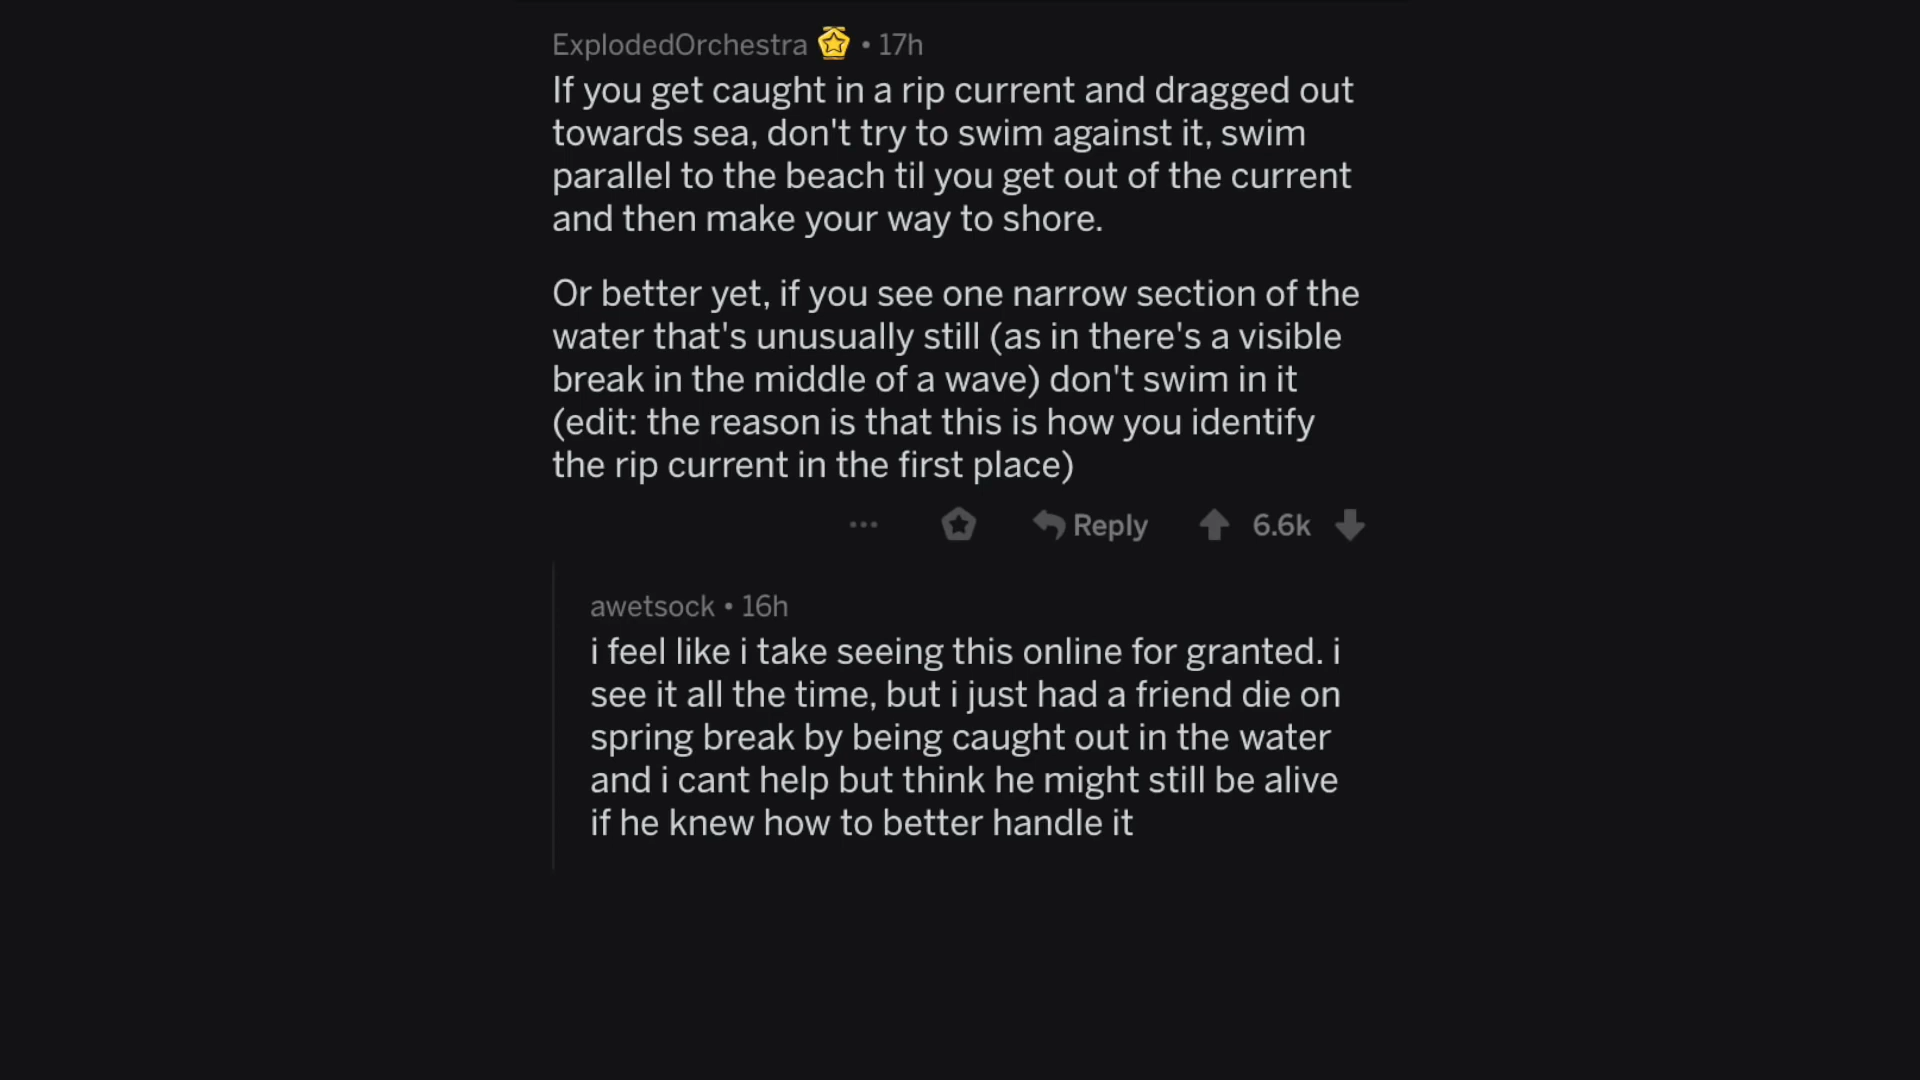 ExplodedOrchestra • 17h
If you get caught in a rip current and dragged out
towards sea, don't try to swim against it, swim
parallel to the beach til you get out of the current
and then make your way to shore.
Or better yet, if you see one narrow section of the
water that's unusually still (as in there's a visible
break in the middle of a wave) don't swim in it
(edit: the reason is that this is how you identify
the rip current in the first place)
... Reply 6.6k
awetsock • 16h
i feel like i take seeing this online for granted. i
see it all the time, but i just had a friend die on
spring break by being caught out in the water
and i cant help but think he might still be alive
if he knew how to better handle it